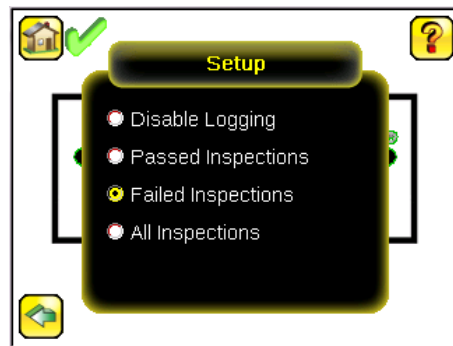 Setup
Disable Logging
Passed Inspections
Failed Inspections
All Inspections
?
®